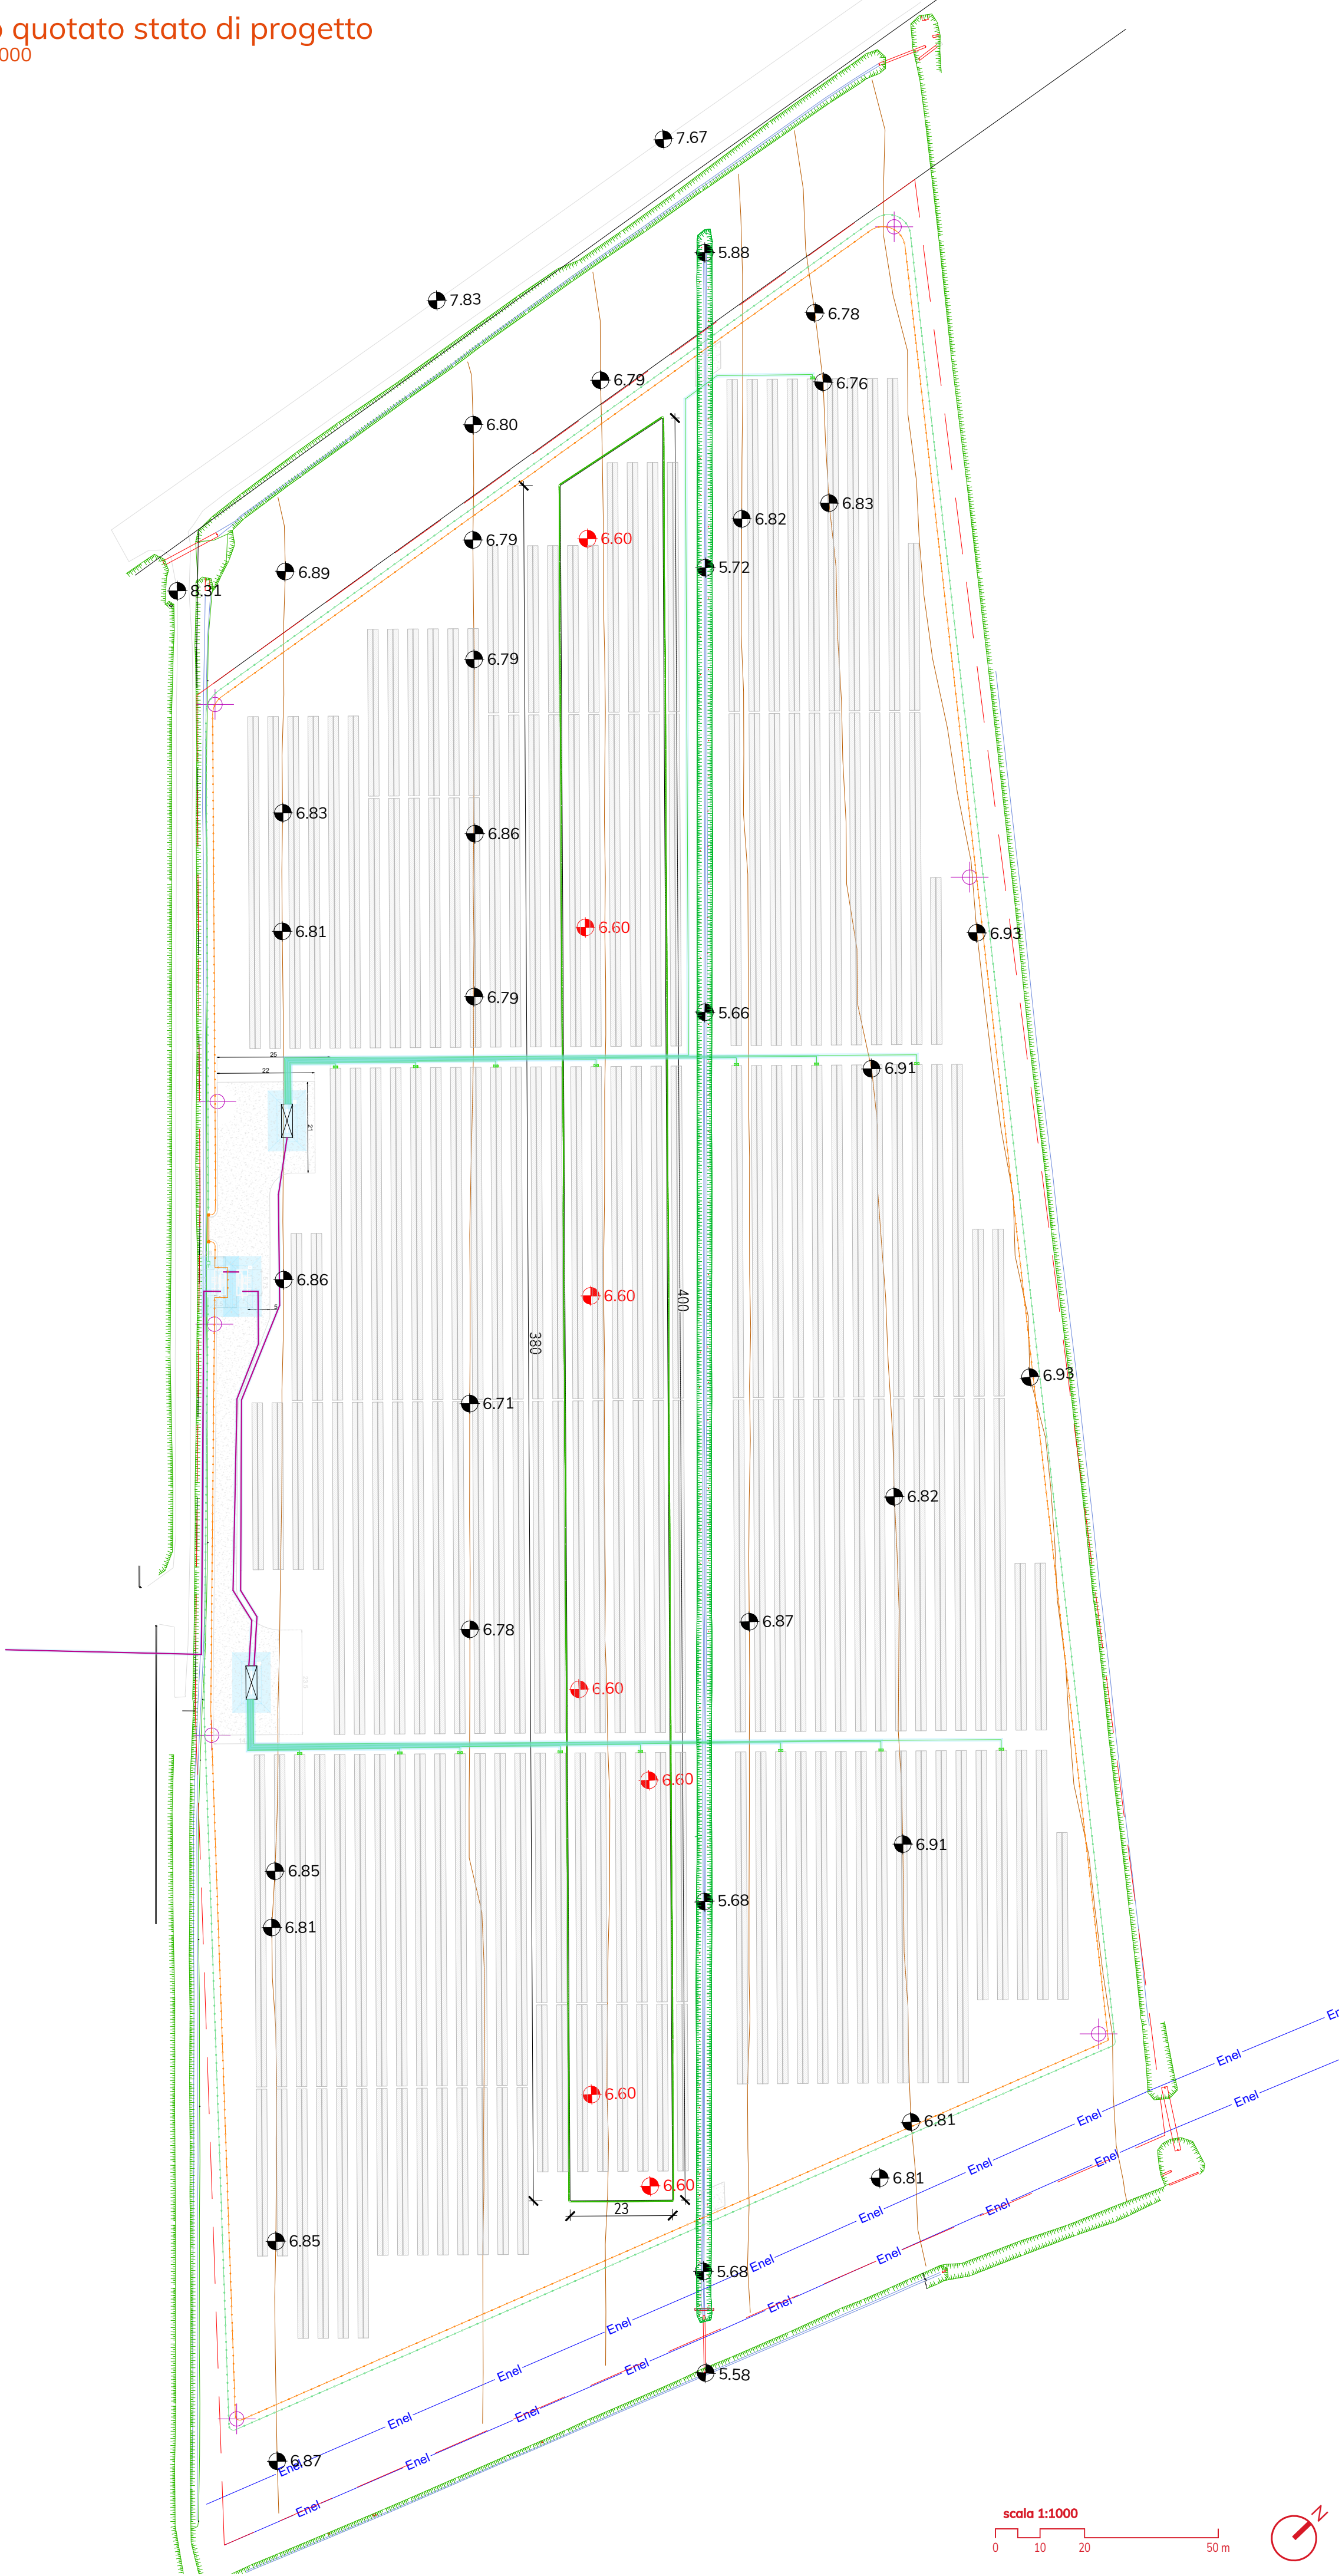 o quotato stato di progetto
000
7.67
7.83
5.88
6.78
6.79
6.76
6.80
6.83
6.82
6.60
6.79
5.72
6.89
8.31
6.79
6.83
6.86
6.60
6.81
6.93
6.79
5.66
25
6.91
22
21
6.86
6.60
5
400
380
6.93
6.71
6.82
6.87
6.78
6.60
6.60
6.91
6.85
5.68
6.81
Enel
Enel
6.60
Enel
Enel
6.81
Enel
Enel
6.81
6.60
23
Enel
Enel
6.85
Enel
Enel
5.68
Enel
Enel
Enel
Enel
5.58
Enel
Enel
6.87
Enel
Enel
Enel
scala 1:1000
N
0 10 20 50 m